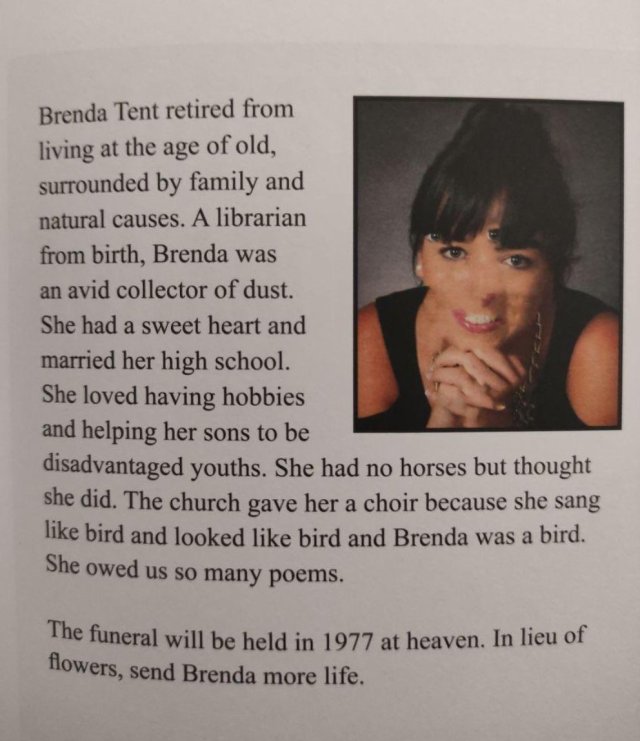 Brenda Tent retired from
living at the age of old,
surrounded by family and
natural causes. A librarian
from birth, Brenda was
an avid collector of dust.
She had a sweet heart and
married her high school.
She loved having hobbies
and helping her sons to be
disadvantaged youths. She had no horses but thought
she did. The church gave her a choir because she sang
like bird and looked like bird and Brenda was a bird.
She owed us so many poems.
The funeral will be held in 1977 at heaven. In lieu of
flowers, send Brenda more life.